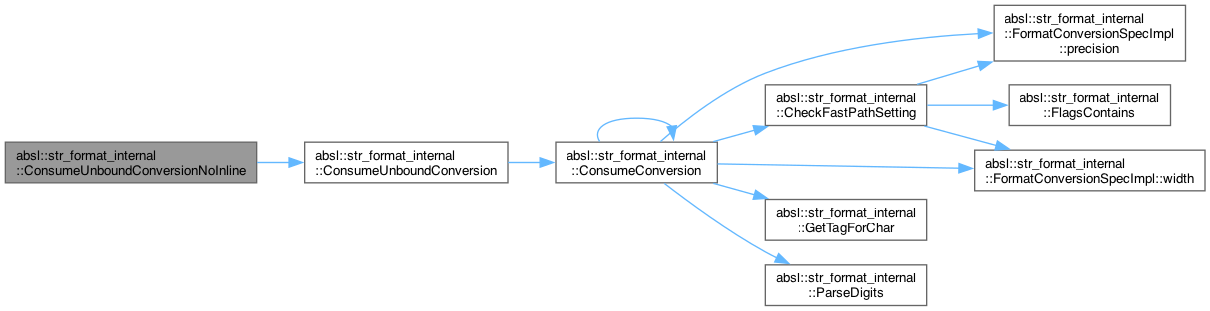 absl::str_format_internal
::ConsumeUnboundConversionNoInline
absl::str_format_internal
::ConsumeUnboundConversion
absl::str_format_internal
::ConsumeConversion
absl::str_format_internal
::CheckFastPathSetting
absl::str_format_internal
::GetTagForChar
absl::str_format_internal
::ParseDigits
absl::str_format_internal
::FormatConversionSpecImpl
::precision
absl::str_format_internal
::FlagsContains
absl::str_format_internal
::FormatConversionSpecImpl::width